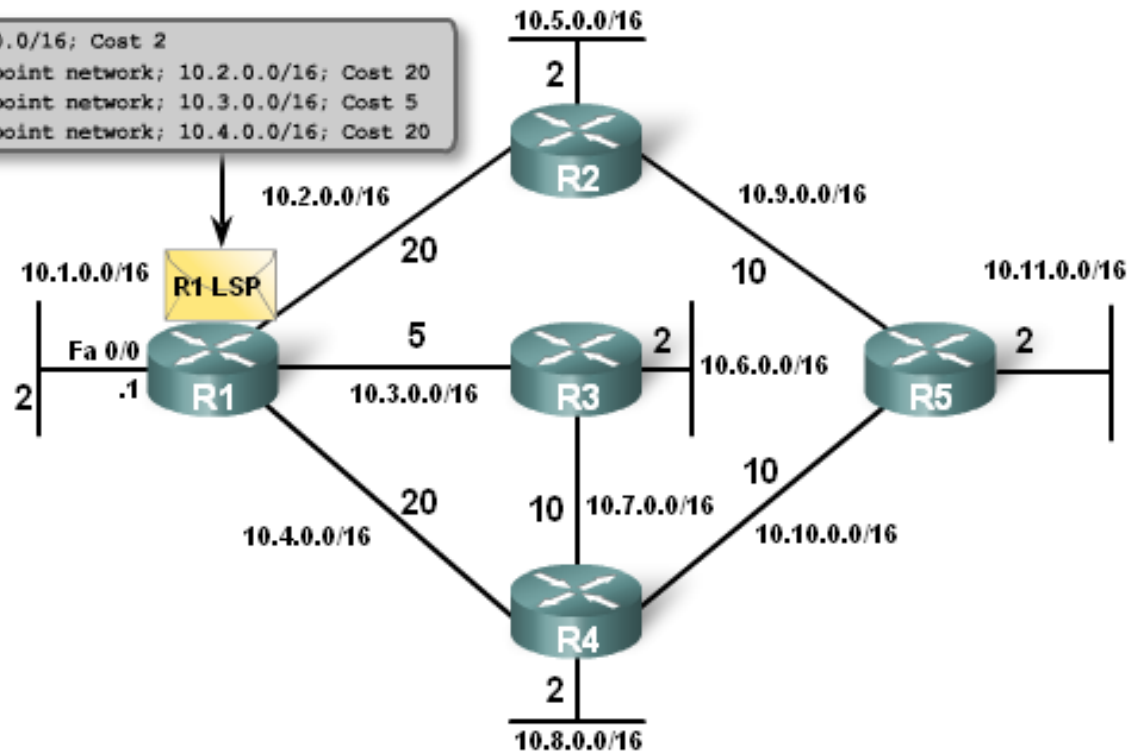 .0/16; Cost 2
point network; 10.2.0.0/16; Cost 20
point network; 10.3.0.0/16; Cost 5
point network; 10.4.0.0/16; Cost 20
10.5.0.0/16
2
R2
10.2.0.0/16
20
10.9.0.0/16
10
10.1.0.0/16
R1 LSP
10.11.0.0/16
Fa 0/0
.1
2
R1
5
10.3.0.0/16
R3
2
10.6.0.0/16
R5
2
20
10.4.0.0/16
10
10.7.0.0/16
10
10.10.0.0/16
R4
2
10.8.0.0/16